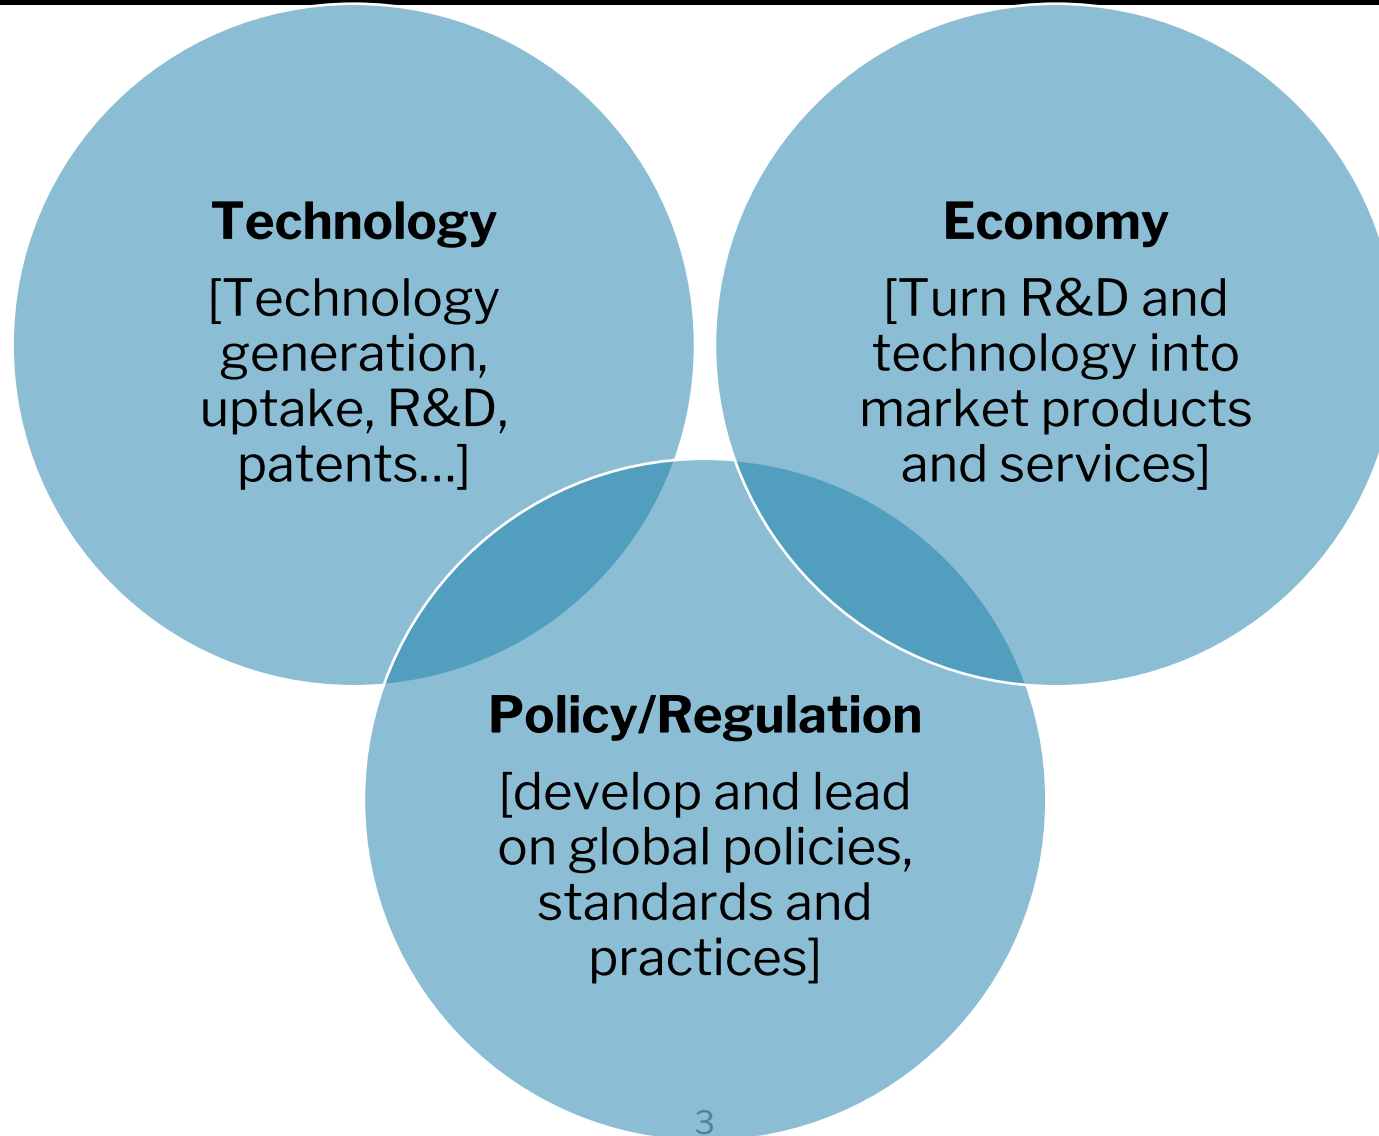 Technology
[Technology
generation,
uptake, R&D,
patents...]
Economy
[Turn R&D and
technology into
market products
and services]
Policy/Regulation
[develop and lead
on global policies,
standards and
practices]
3